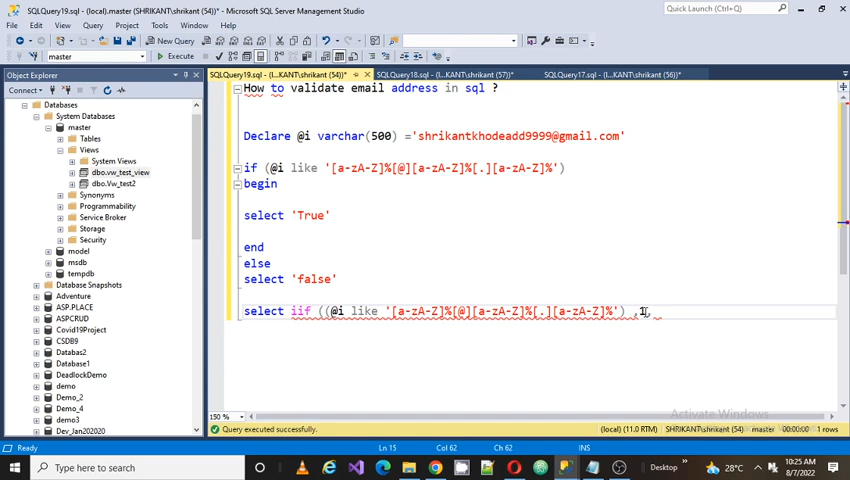 SQLQuery19.sql - (local).master (SHRIKANT\shrikant (54))* - Microsoft SQL Server Management Studio
Quick Launch (Ctrl+Q)
File Edit View Query Project Tools Window Help
New Query
master Execute
Object Explorer
SQLQuery19.sql - (l...KANT\shrikant (54))* SQLQuery18.sql - (l...KANT\shrikant (57))* SQLQuery17.sql - (l...KANT\shrikant (56))*
Connect
Databases
System Databases
master
Tables
Views
System Views
dbo.vw_test_view
dbo.Vw_test2
Synonyms
Programmability
Service Broker
Storage
Security
model
msdb
tempdb
Database Snapshots
Adventure
ASP.PLACE
ASP.REC
Covid19Project
CSDB9
Databas2
Database1
DeadlockDemo
demo
Demo_2
Demo_4
demo3
Dev_Jan202020
How to validate email address in sql ?
Declare @i varchar(500) ='shrikantkhodeadd9999@gmail.com'
if (@i like '[a-zA-Z]%[@][a-zA-Z]%[.][a-zA-Z]%')
begin
select 'True'
end
else
select 'false'
select iif ((@i like '[a-zA-Z]%[@][a-zA-Z]%[.][a-zA-Z]%') ,1,
150 %
Activate Windows
Query executed successfully. (local) (11.0 RTM) SHRIKANT\shrikant (54) master 00:00:00 1 rows
Ready Ln 15 Col 62 Ch 62 INS
Type here to search Desktop 28°C 10:25 AM
8/7/2022